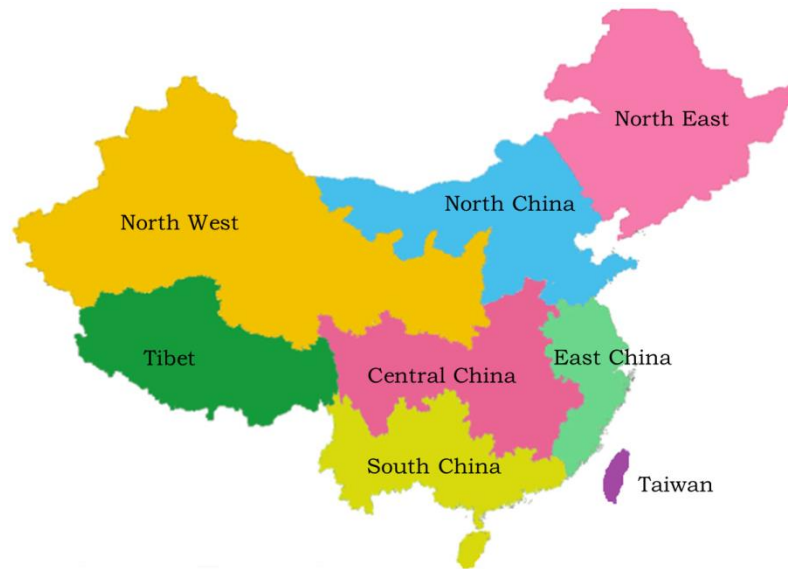 North East
North China
North West
Tibet
East China
Central China
South China
Taiwan